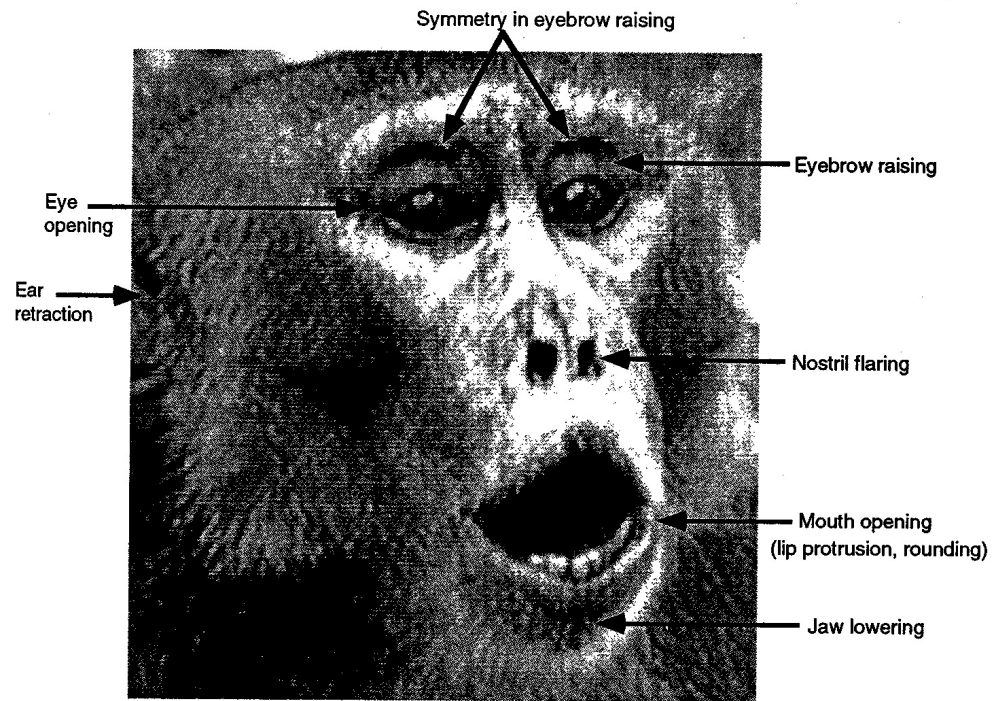 Symmetry in eyebrow raising
Eyebrow raising
Eye
opening
Ear
retraction
Nostril flaring
Mouth opening
(lip protrusion, rounding)
Jaw lowering